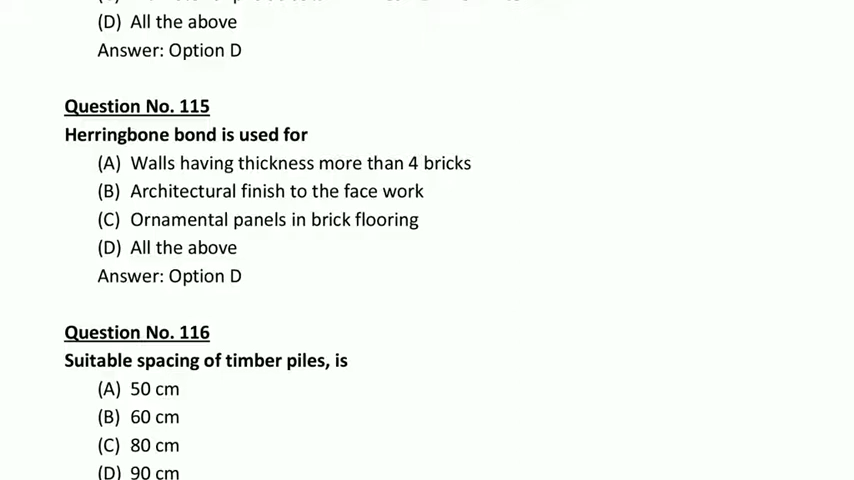 (D) All the above
Answer: Option D
Question No. 115
Herringbone bond is used for
(A) Walls having thickness more than 4 bricks
(B) Architectural finish to the face work
(C) Ornamental panels in brick flooring
(D) All the above
Answer: Option D
Question No. 116
Suitable spacing of timber piles, is
(A) 50 cm
(B) 60 cm
(C) 80 cm
(D) 90 cm